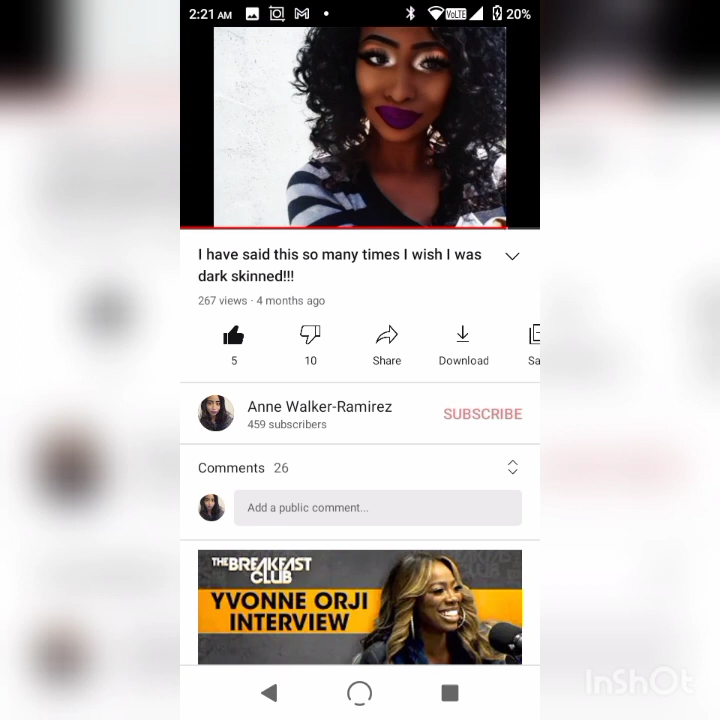 2:21 AM
VoLTE
20%
I have said this so many times I wish I was
dark skinned!!!
267 views · 4 months ago
5
10
Share
Download
Sa
Anne Walker-Ramirez
459 subscribers
SUBSCRIBE
Comments 26
Add a public comment...
THE BREAKFAST
CLUB
YVONNE ORJI
INTERVIEW
InShOt